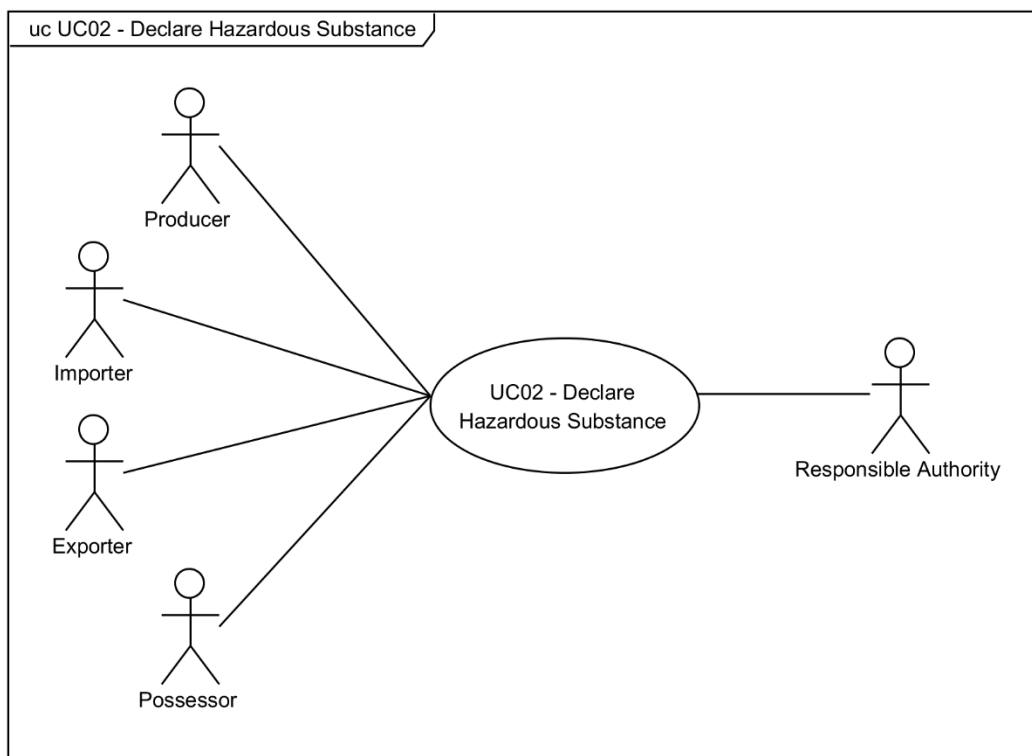 uc UC02 - Declare Hazardous Substance
Producer
Importer
UC02 - Declare
Hazardous Substance
Responsible Authority
Exporter
Possessor